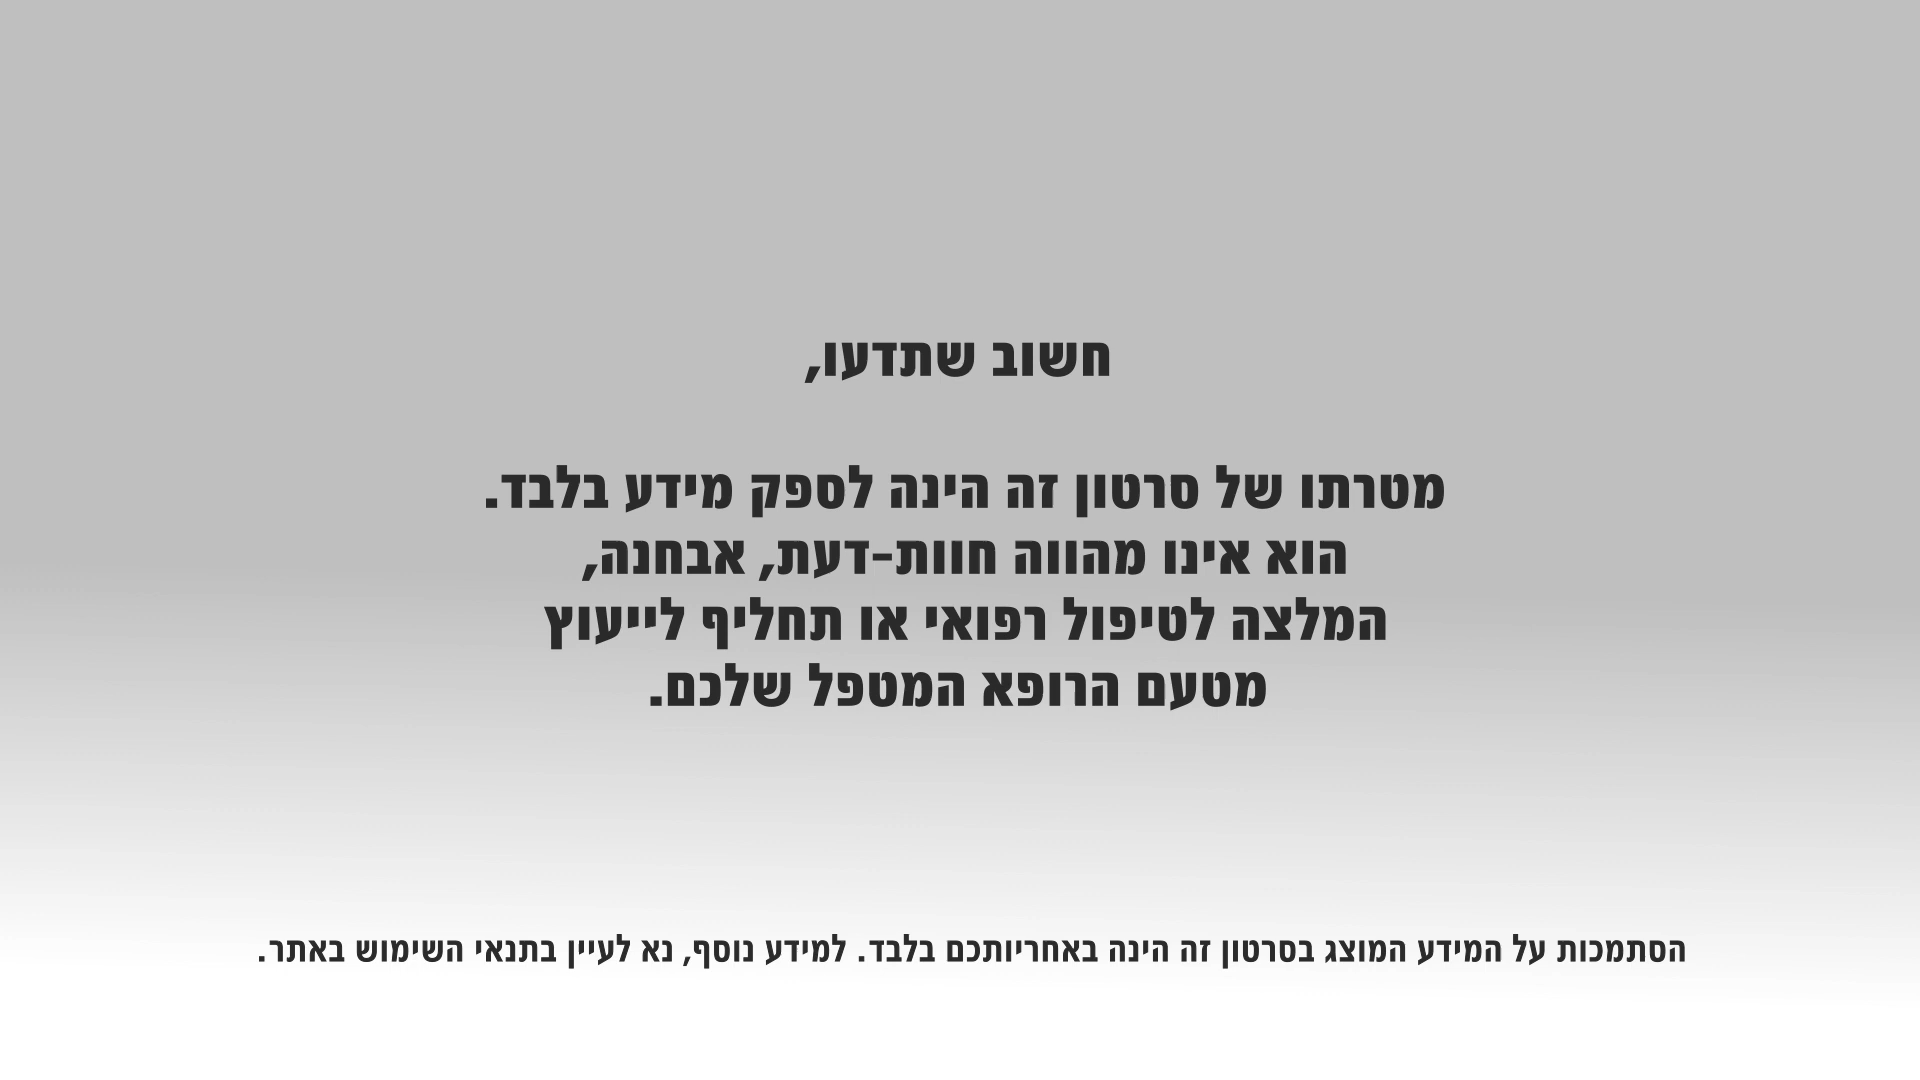 חשוב שתדעו,
מטרתו של סרטון זה הינה לספק מידע בלבד.
הוא אינו מהווה חוות-דעת, אבחנה,
המלצה לטיפול רפואי או תחליף לייעוץ
מטעם הרופא המטפל שלכם.
הסתמכות על המידע המוצג בסרטון זה הינה באחריותכם בלבד. למידע נוסף, נא לעיין בתנאי השימוש באתר.